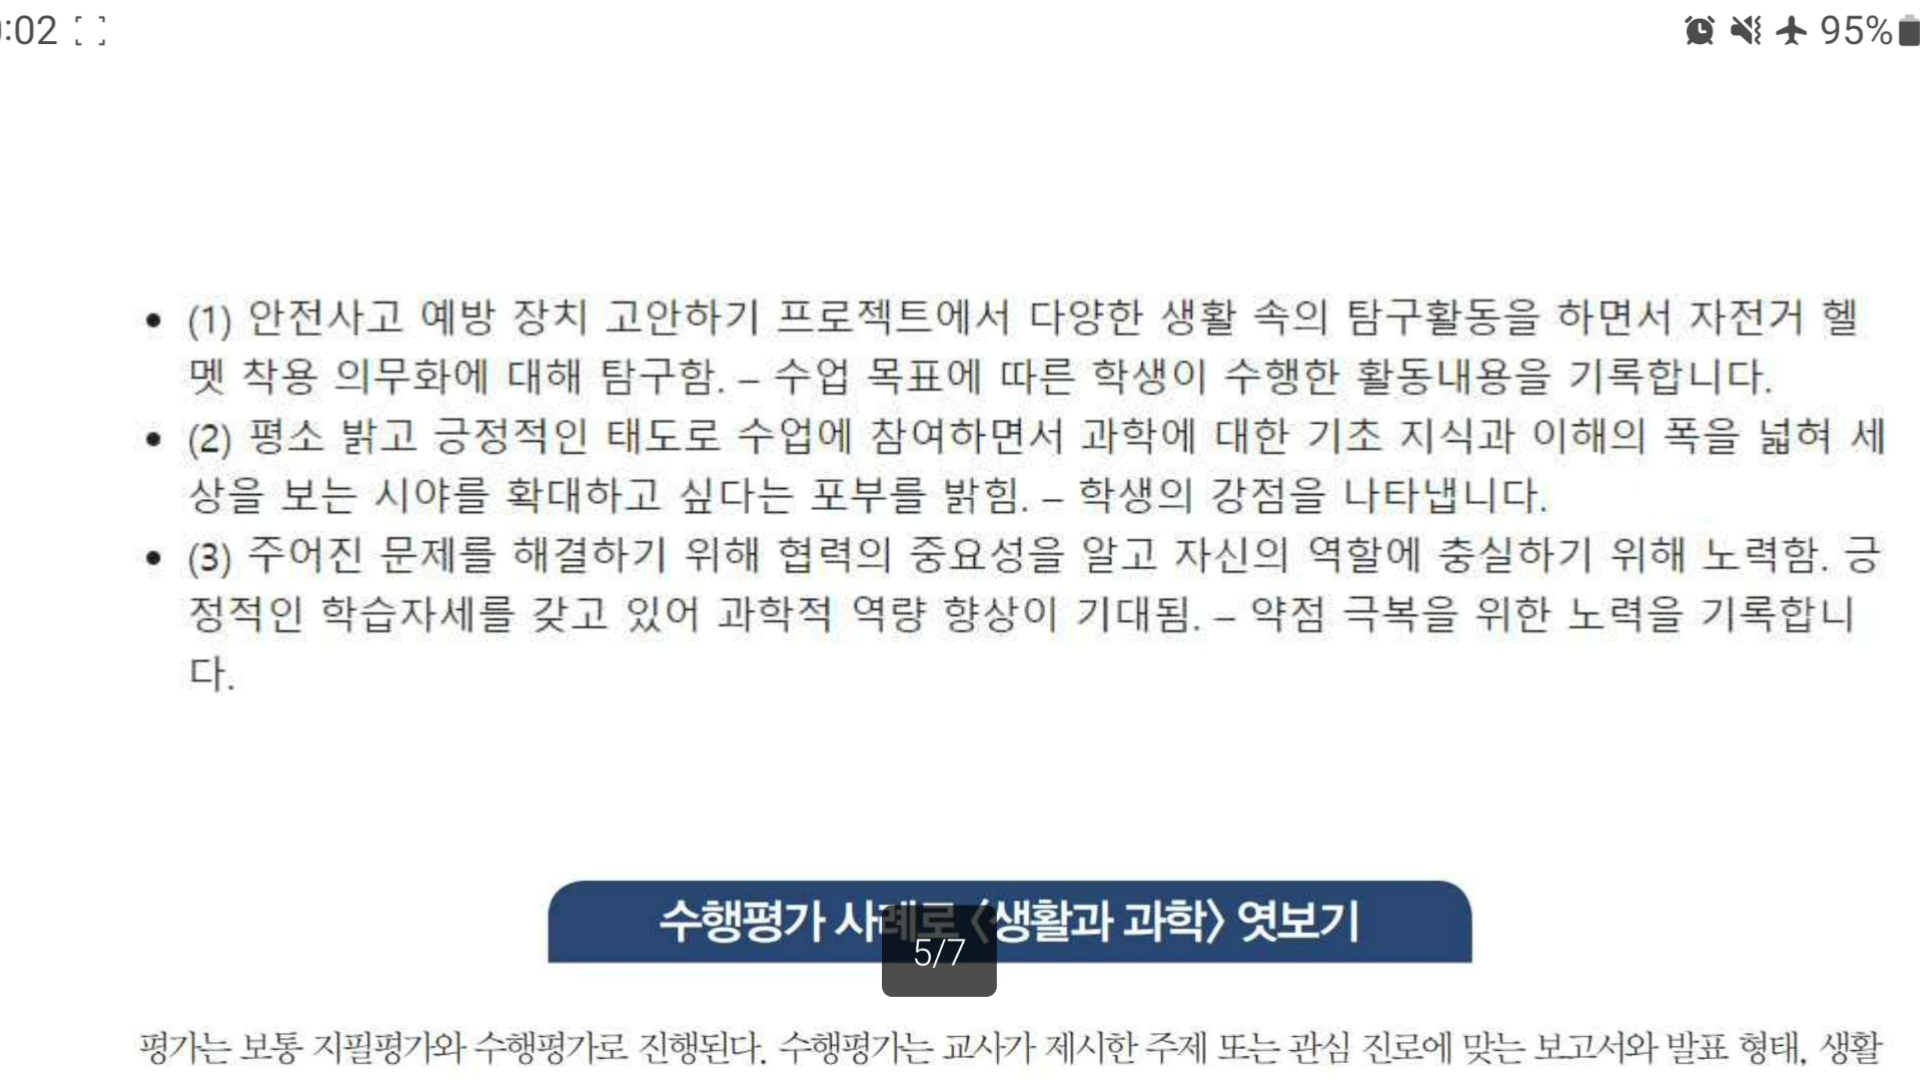 :02 95%
• (1) 안전사고 예방 장치 고안하기 프로젝트에서 다양한 생활 속의 탐구활동을 하면서 자전거 헬
멧 착용 의무화에 대해 탐구함. – 수업 목표에 따른 학생이 수행한 활동내용을 기록합니다.
• (2) 평소 밝고 긍정적인 태도로 수업에 참여하면서 과학에 대한 기초 지식과 이해의 폭을 넓혀 세
상을 보는 시야를 확대하고 싶다는 포부를 밝힘. – 학생의 강점을 나타냅니다.
• (3) 주어진 문제를 해결하기 위해 협력의 중요성을 알고 자신의 역할에 충실하기 위해 노력함. 긍
정적인 학습자세를 갖고 있어 과학적 역량 향상이 기대됨. – 약점 극복을 위한 노력을 기록합니
다.
수행평가 사례로 〈생활과 과학〉 엿보기
5/7
평가는 보통 지필평가와 수행평가로 진행된다. 수행평가는 교사가 제시한 주제 또는 관심 진로에 맞는 보고서와 발표 형태, 생활